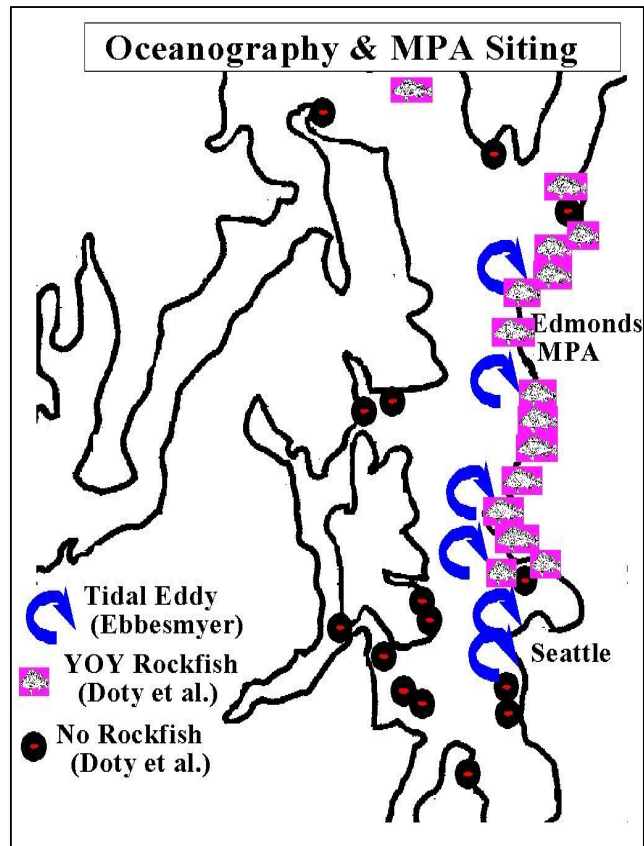 Oceanography & MPA Siting
Edmonds
MPA
Tidal Eddy
(Ebbesmyer)
Seattle
YOY Rockfish
(Doty et al.)
No Rockfish
(Doty et al.)